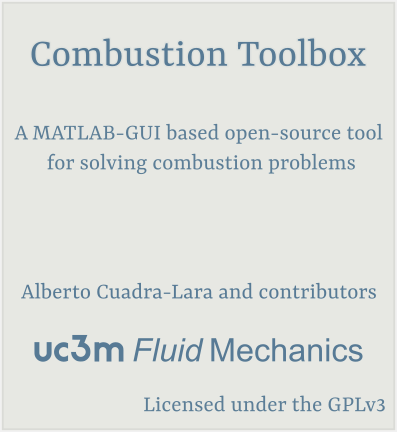 Combustion Toolbox
A MATLAB-GUI based open-source tool
for solving combustion problems
Alberto Cuadra-Lara and contributors
uc3m Fluid Mechanics
Licensed under the GPLv3